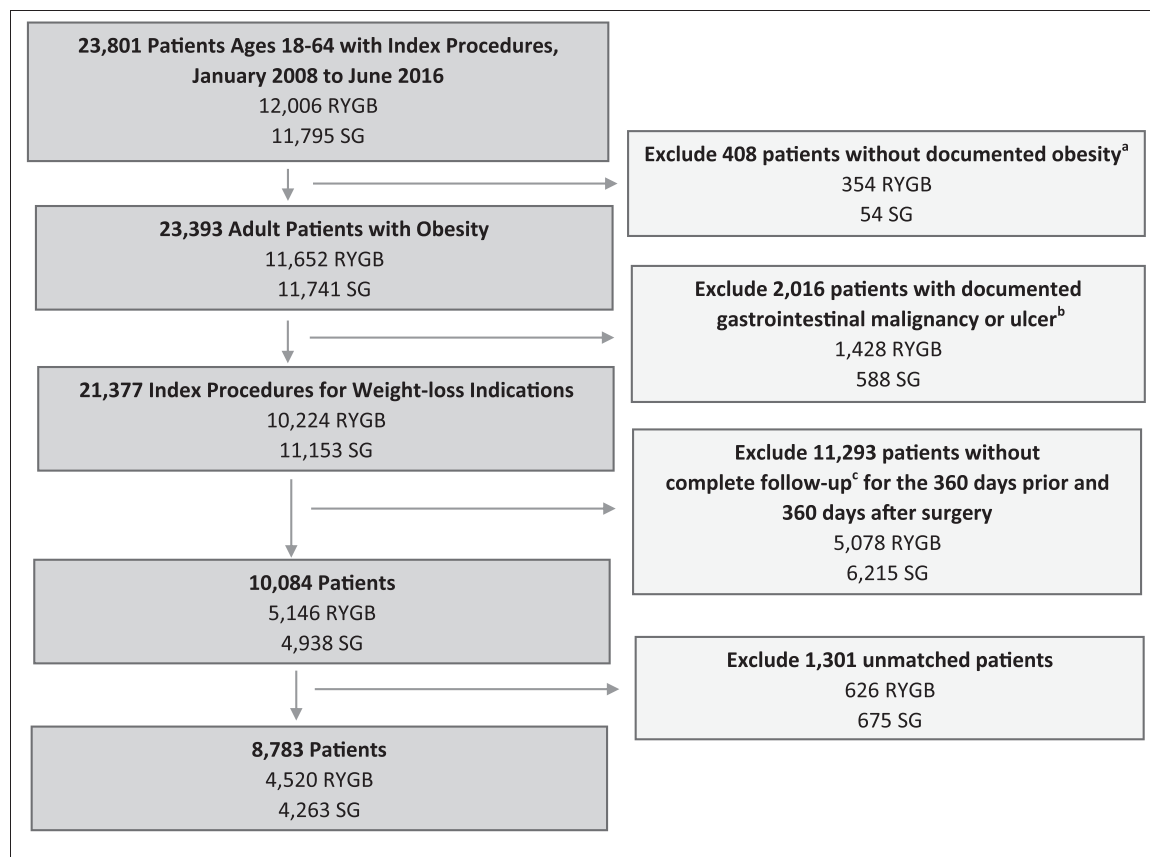 23,801 Patients Ages 18-64 with Index Procedures,
January 2008 to June 2016
12,006 RYGB
11,795 SG
Exclude 408 patients without documented obesityᵃ
354 RYGB
54 SG
23,393 Adult Patients with Obesity
11,652 RYGB
11,741 SG
Exclude 2,016 patients with documented
gastrointestinal malignancy or ulcerᵇ
1,428 RYGB
588 SG
21,377 Index Procedures for Weight-loss Indications
10,224 RYGB
11,153 SG
Exclude 11,293 patients without
complete follow-upᶜ for the 360 days prior and
360 days after surgery
5,078 RYGB
6,215 SG
10,084 Patients
5,146 RYGB
4,938 SG
Exclude 1,301 unmatched patients
626 RYGB
675 SG
8,783 Patients
4,520 RYGB
4,263 SG